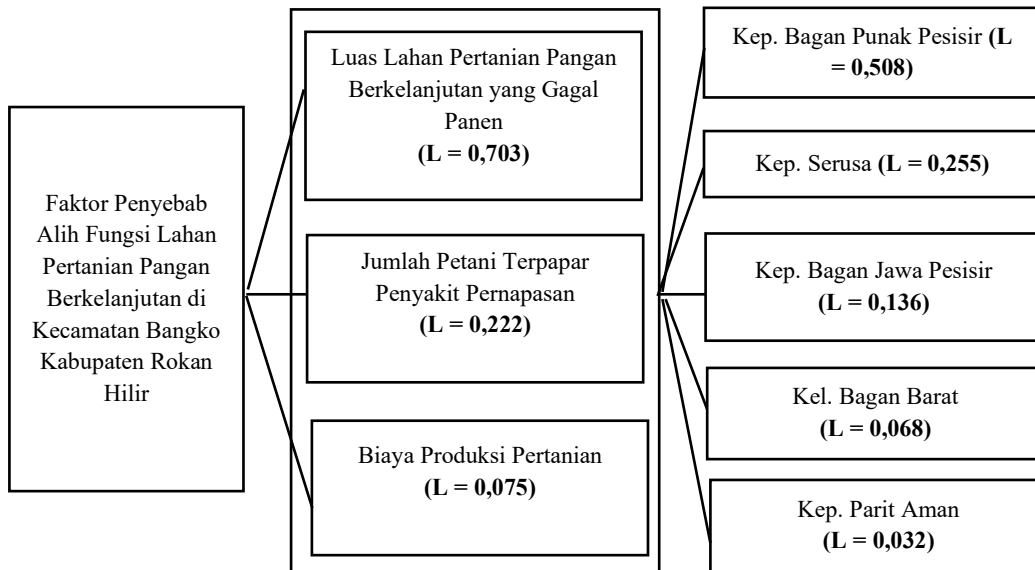 Faktor Penyebab
Alih Fungsi Lahan
Pertanian Pangan
Berkelanjutan di
Kecamatan Bangko
Kabupaten Rokan
Hilir
Luas Lahan Pertanian Pangan
Berkelanjutan yang Gagal
Panen
(L = 0,703)
Jumlah Petani Terpapar
Penyakit Pernapasan
(L = 0,222)
Biaya Produksi Pertanian
(L = 0,075)
Kep. Bagan Punak Pesisir (L
= 0,508)
Kep. Serusa (L = 0,255)
Kep. Bagan Jawa Pesisir
(L = 0,136)
Kel. Bagan Barat
(L = 0,068)
Kep. Parit Aman
(L = 0,032)